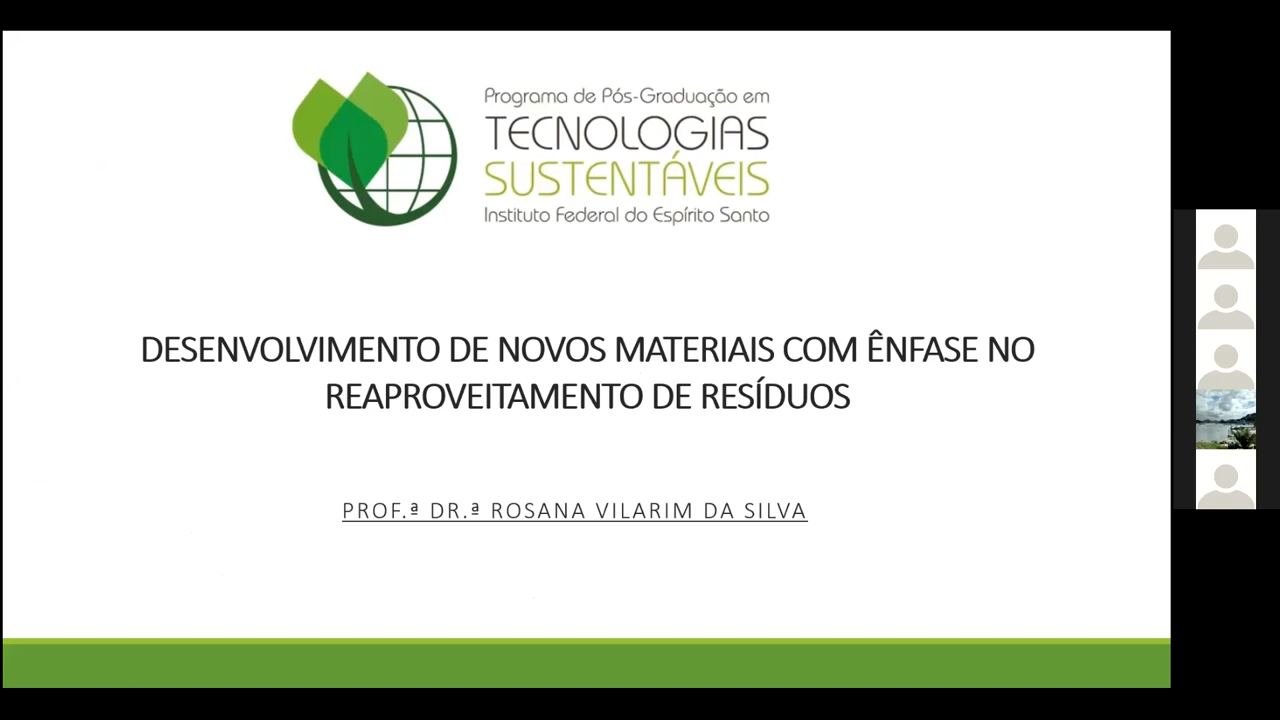 Programa de Pós-Graduação em
TECNOLOGIAS
SUSTENTÁVEIS
Instituto Federal do Espírito Santo
DESENVOLVIMENTO DE NOVOS MATERIAIS COM ÊNFASE NO
REAPROVEITAMENTO DE RESÍDUOS
PROF.ª DR.ª ROSANA VILARIM DA SILVA